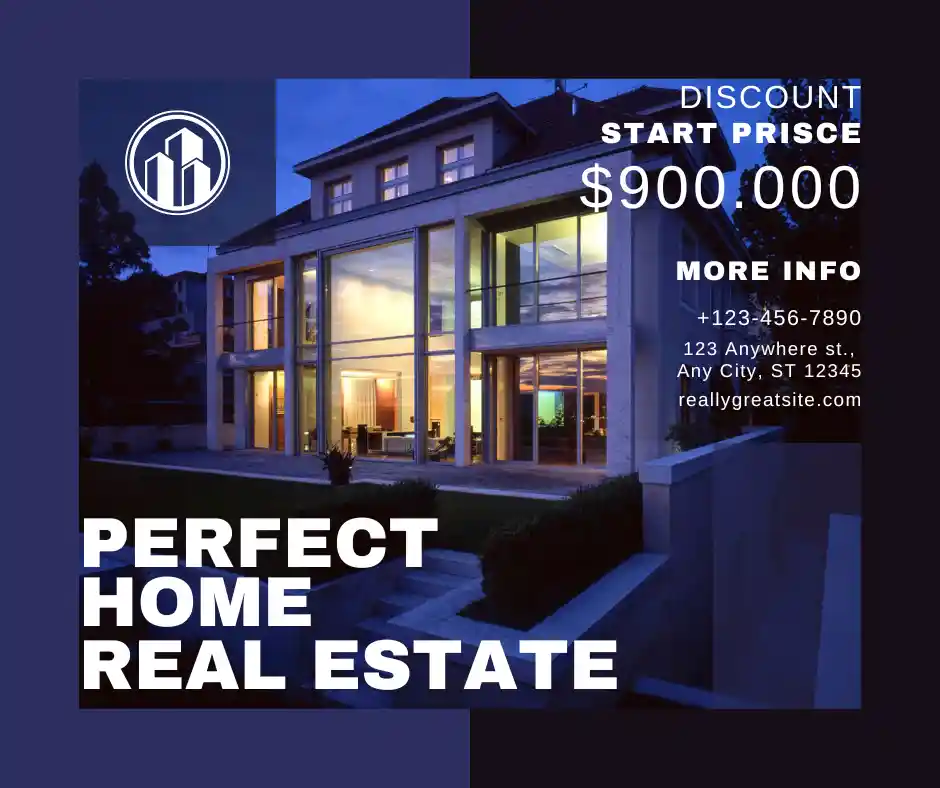 DISCOUNT
START PRISCE
$900.000
MORE INFO
+123-456-7890
123 Anywhere st.,
Any City, ST 12345
reallygreatsite.com
PERFECT
HOME
REAL ESTATE